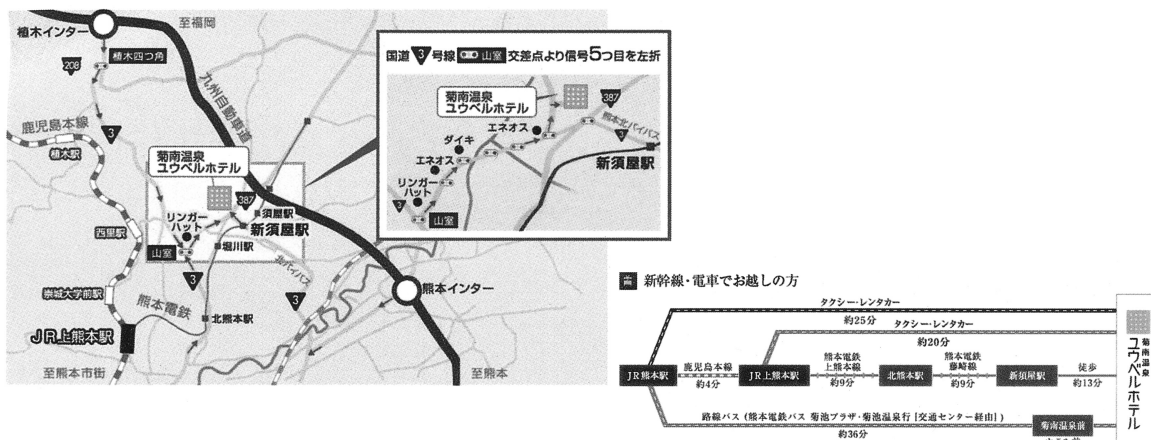 至福岡
植木インター
植木四つ角
208
九州自動車道
鹿児島本線
3
植木駅
菊南温泉
ユウベルホテル
387
須屋駅
新須屋駅
リンガー
ハット
堀川駅
西里駅
山室
北バイパス
3
3
崇城大学前駅
熊本電鉄
熊本インター
北熊本駅
JR上熊本駅
至熊本市街
至熊本
国道3号線 山室 交差点より信号5つ目を左折
菊南温泉
ユウベルホテル
387
エネオス
熊本北バイパス
3
ダイキ
新須屋駅
エネオス
リンガー
ハット
3
山室
新幹線・電車でお越しの方
タクシー・レンタカー
約25分
タクシー・レンタカー
約20分
JR熊本駅
鹿児島本線
約4分
JR上熊本駅
熊本電鉄
上熊本線
約9分
北熊本駅
熊本電鉄
藤崎線
約9分
新須屋駅
徒歩
約13分
路線バス (熊本電鉄バス 菊池プラザ・菊池温泉行 [交通センター経由])
約36分
菊南温泉前
菊南温泉
ユウベルホテル